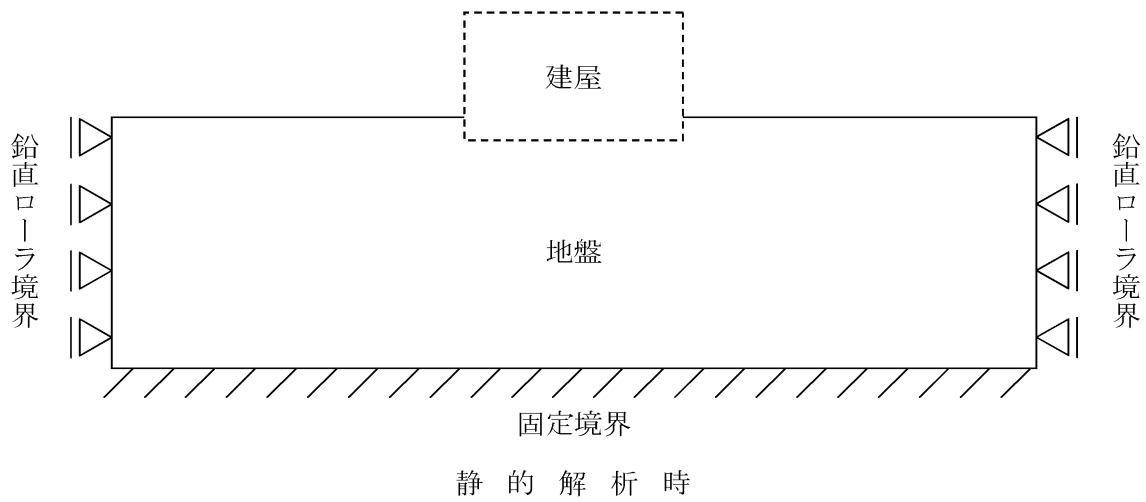 建屋
鉛直ローラ境界
地盤
鉛直ローラ境界
固定境界
静的解析時